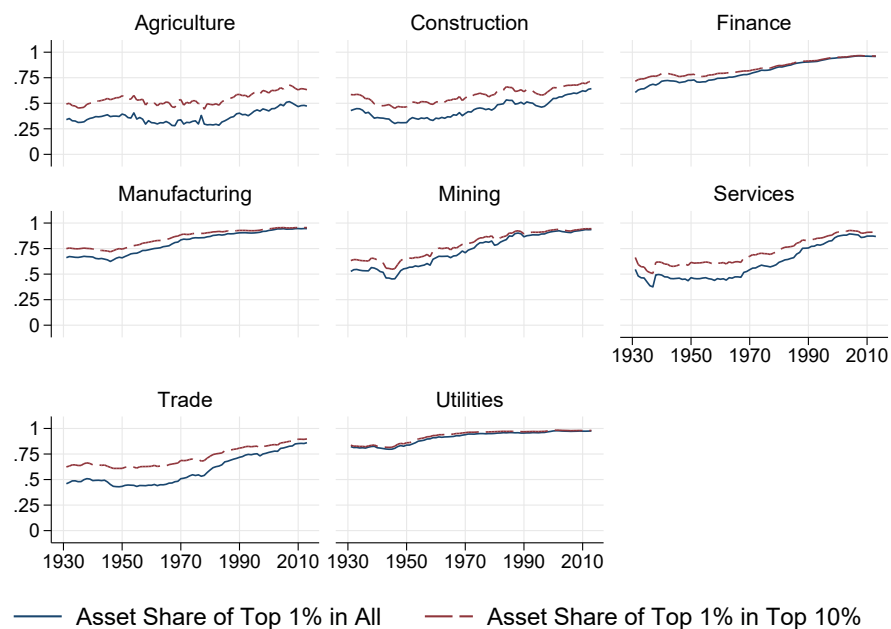 Agriculture Construction Finance
1
.75
.5
.25
0
Manufacturing Mining Services
1
.75
.5
.25
0
1930 1950 1970 1990 2010
Trade Utilities
1
.75
.5
.25
0
1930 1950 1970 1990 2010 1930 1950 1970 1990 2010
Asset Share of Top 1% in All Asset Share of Top 1% in Top 10%